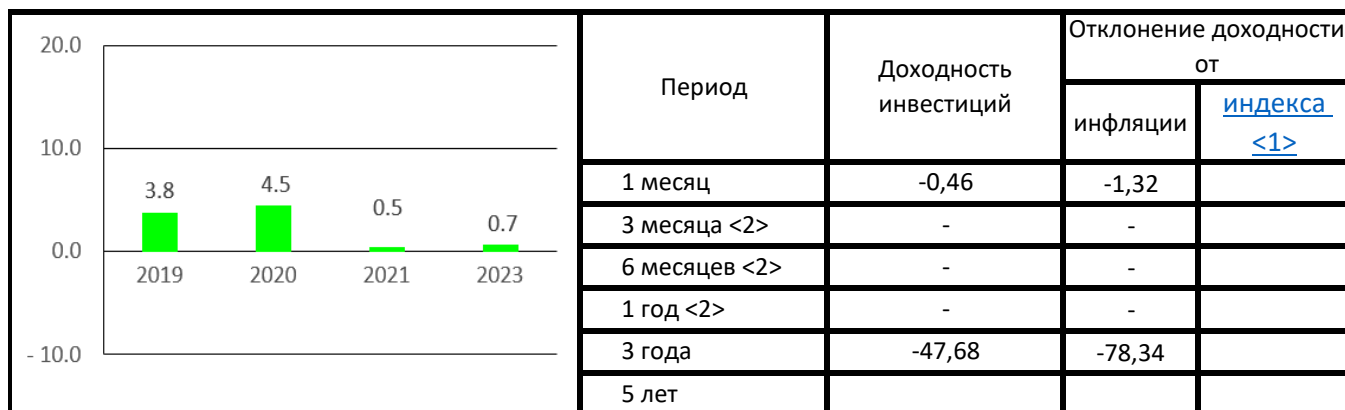 20.0
10.0
0.0
- 10.0
3.8
4.5
0.5
0.7
2019 2020 2021 2023
Период
Доходность
инвестиций
Отклонение доходности
от
инфляции
индекса
<1>
1 месяц -0,46 -1,32
3 месяца <2> - -
6 месяцев <2> - -
1 год <2> - -
3 года -47,68 -78,34
5 лет